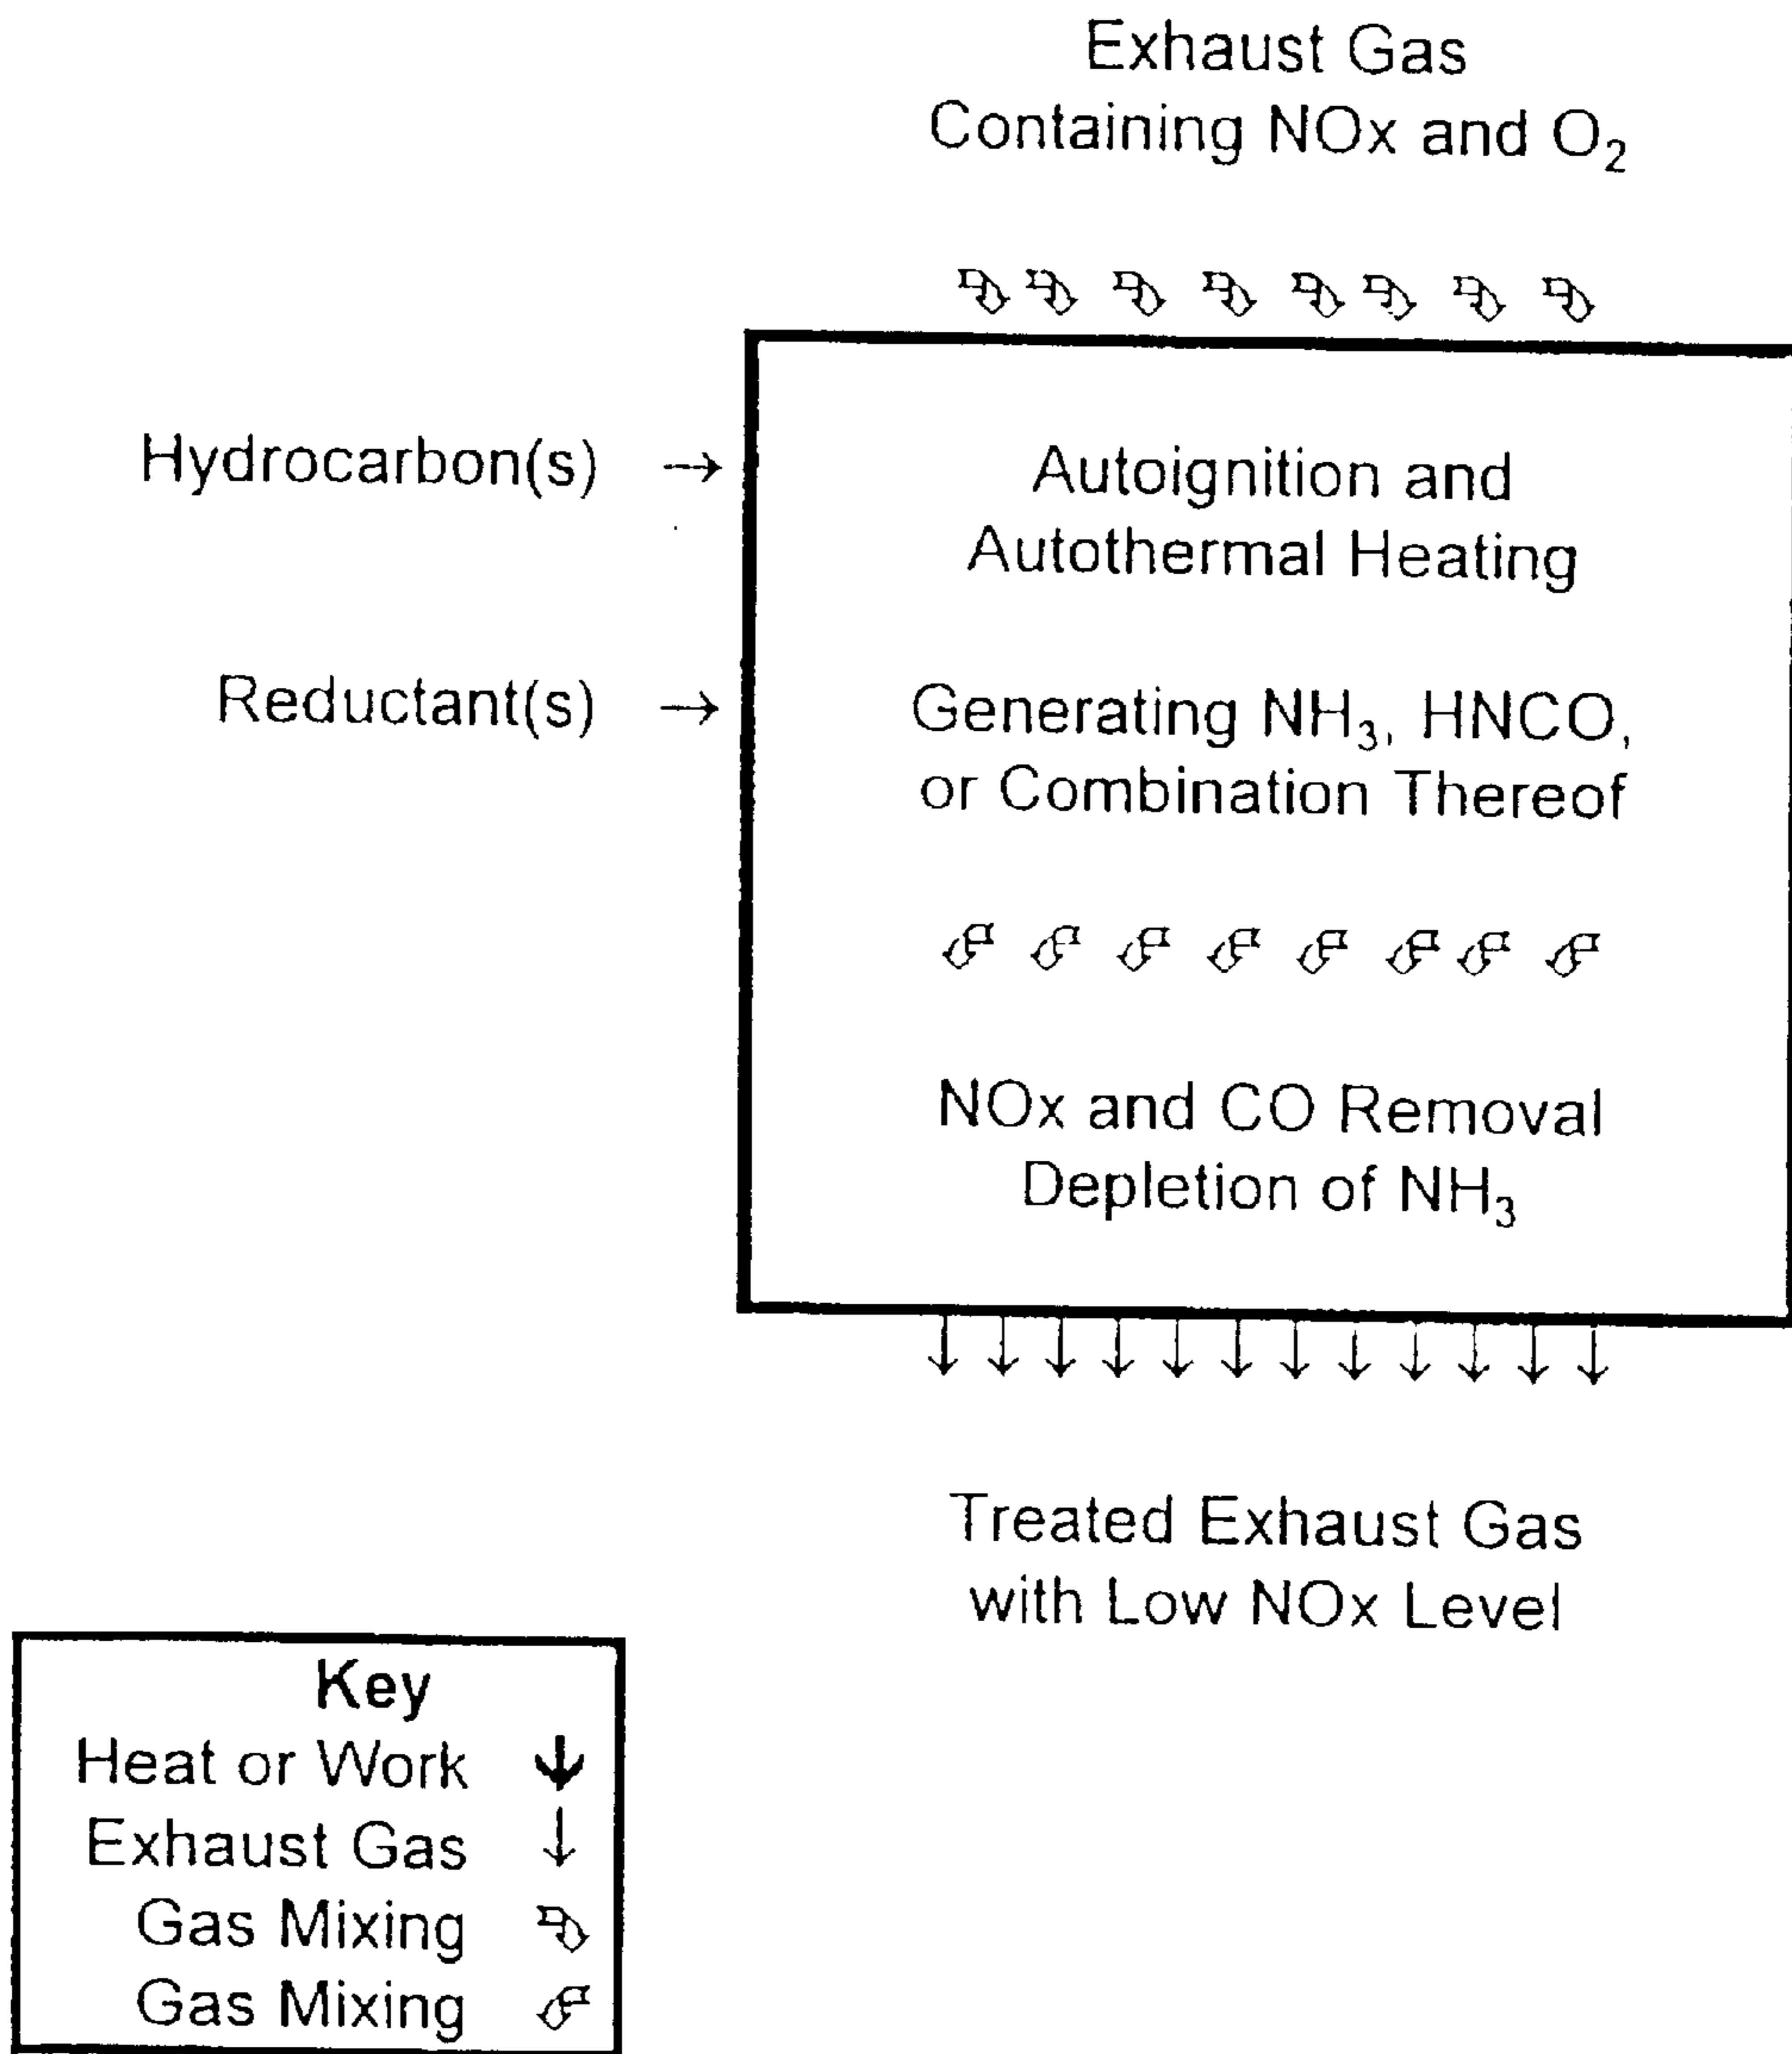 Exhaust Gas
Containing NOx and O₂
Hydrocarbon(s) →
Autoignition and
Autothermal Heating
Reductant(s) →
Generating NH₃, HNCO,
or Combination Thereof
NOx and CO Removal
Depletion of NH₃
Treated Exhaust Gas
with Low NOx Level
Key
Heat or Work ↓
Exhaust Gas ↓
Gas Mixing
Gas Mixing